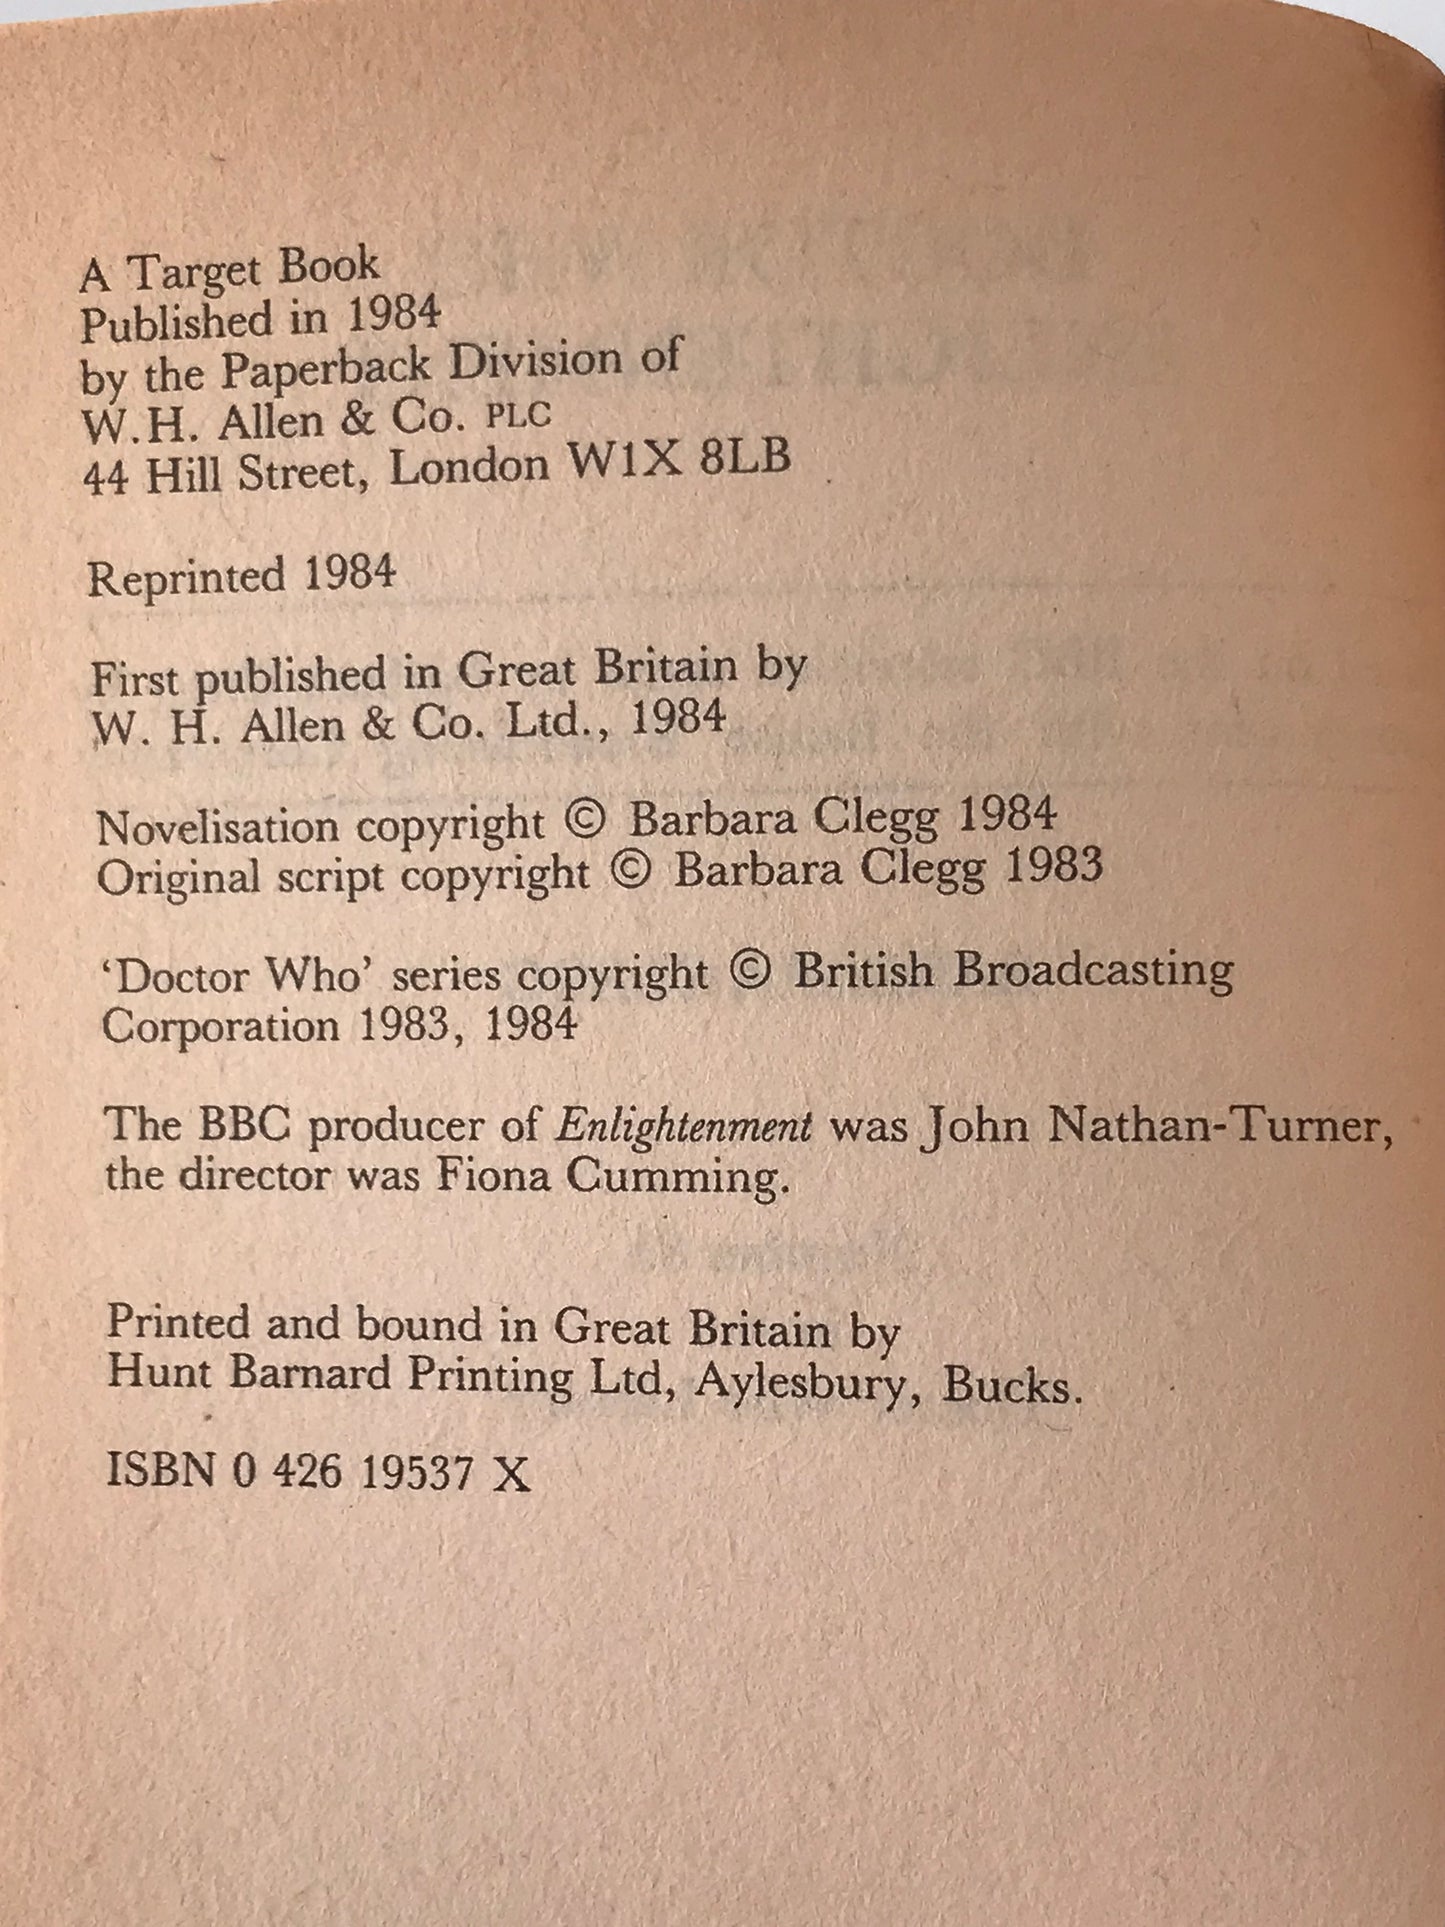 A Target Book
Published in 1984
by the Paperback Division of
W.H. Allen & Co. PLC
44 Hill Street, London W1X 8LB
Reprinted 1984
First published in Great Britain by
W. H. Allen & Co. Ltd., 1984
Novelisation copyright © Barbara Clegg 1984
Original script copyright © Barbara Clegg 1983
‘Doctor Who’ series copyright © British Broadcasting
Corporation 1983, 1984
The BBC producer of Enlightenment was John Nathan-Turner,
the director was Fiona Cumming.
Printed and bound in Great Britain by
Hunt Barnard Printing Ltd, Aylesbury, Bucks.
ISBN 0 426 19537 X